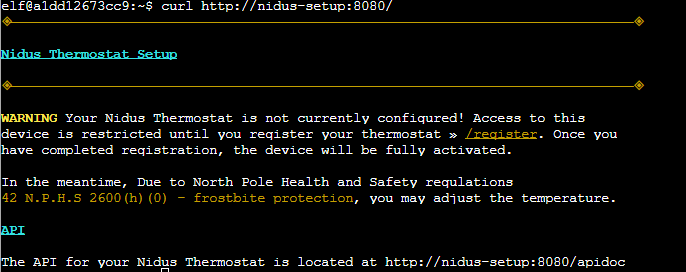 elf@a1dd12673cc9:~$ curl http://nidus-setup:8080/
Nidus Thermostat Setup
WARNING Your Nidus Thermostat is not currently configured! Access to this
device is restricted until you register your thermostat » /register. Once you
have completed registration, the device will be fully activated.
In the meantime, Due to North Pole Health and Safety regulations
42 N.P.H.S 2600(h)(0) - frostbite protection, you may adjust the temperature.
API
The API for your Nidus Thermostat is located at http://nidus-setup:8080/apidoc